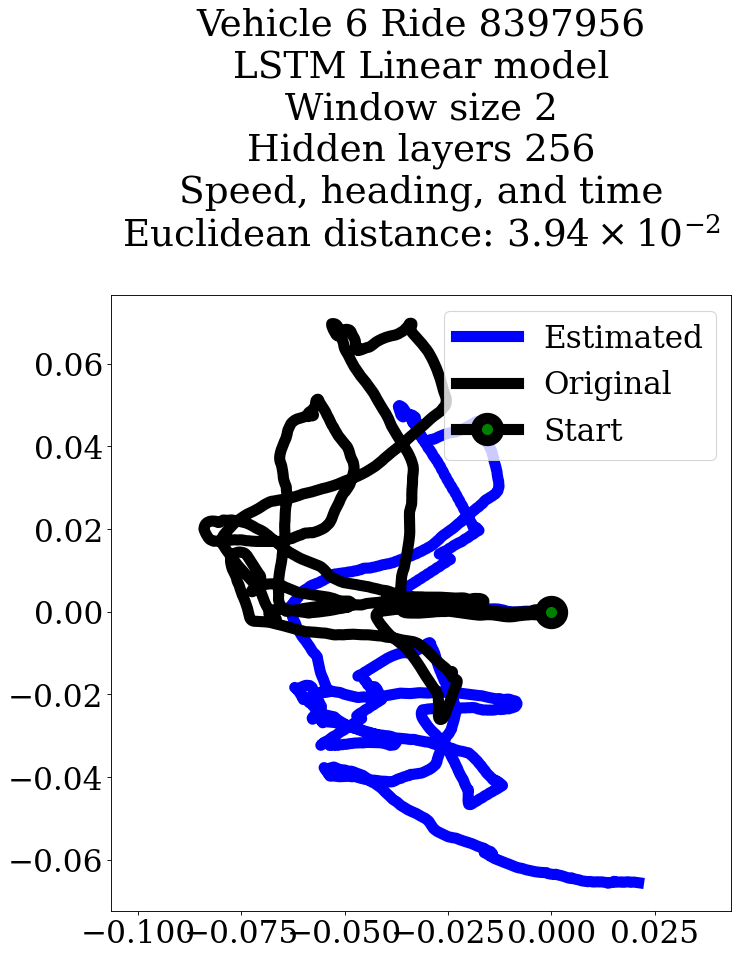 Vehicle 6 Ride 8397956
LSTM Linear model
Window size 2
Hidden layers 256
Speed, heading, and time
Euclidean distance: 3.94 × 10⁻²
Estimated
Original
Start
0.06
0.04
0.02
0.00
−0.02
−0.04
−0.06
−0.100 −0.075 −0.050 −0.025 0.000 0.025